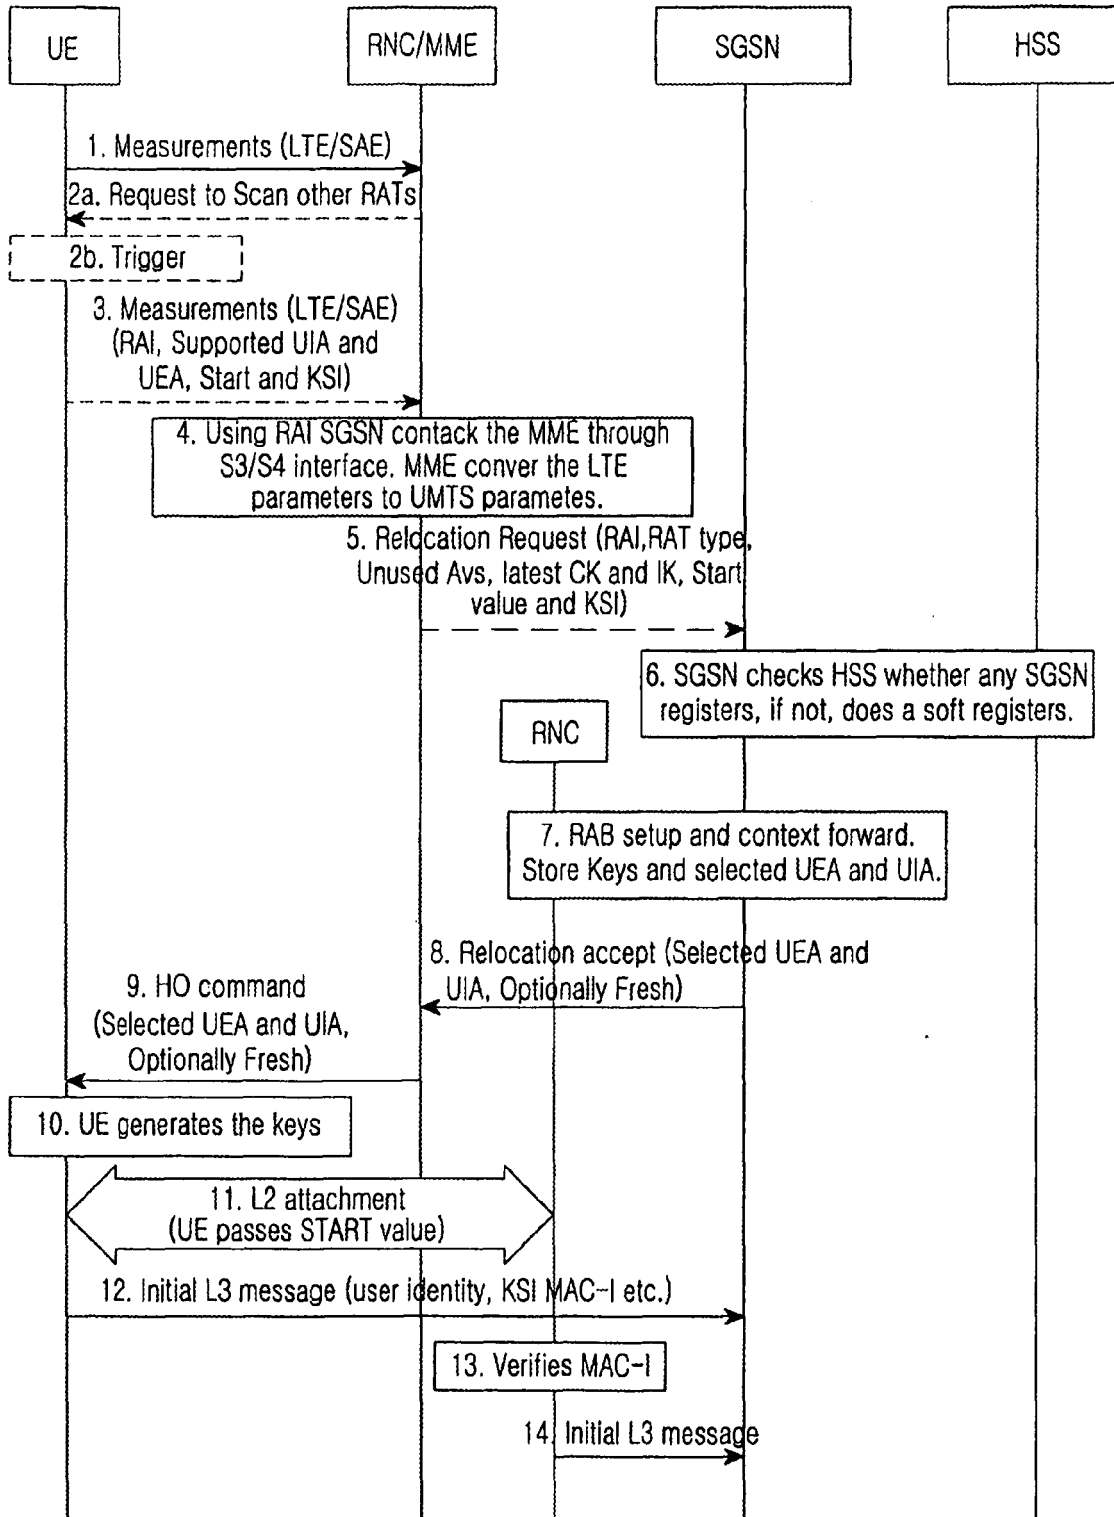 UE
RNC/MME
SGSN
HSS
1. Measurements (LTE/SAE)
2a. Request to Scan other RATs
2b. Trigger
3. Measurements (LTE/SAE)
(RAI, Supported UIA and
UEA, Start and KSI)
4. Using RAI SGSN contack the MME through
S3/S4 interface. MME conver the LTE
parameters to UMTS parametes.
5. Relocation Request (RAI,RAT type,
Unused Avs, latest CK and IK, Start
value and KSI)
6. SGSN checks HSS whether any SGSN
registers, if not, does a soft registers.
RNC
7. RAB setup and context forward.
Store Keys and selected UEA and UIA.
8. Relocation accept (Selected UEA and
UIA, Optionally Fresh)
9. HO command
(Selected UEA and UIA,
Optionally Fresh)
10. UE generates the keys
11. L2 attachment
(UE passes START value)
12. Initial L3 message (user identity, KSI MAC-I etc.)
13. Verifies MAC-I
14. Initial L3 message